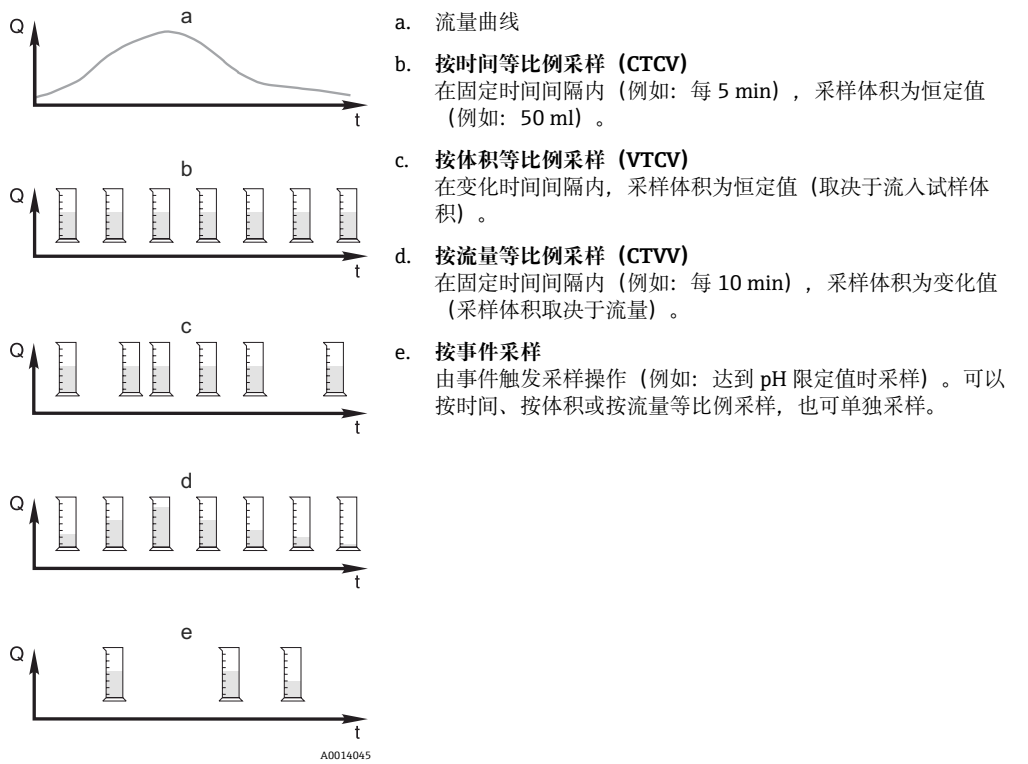 Q
a
t
b
Q
t
c
Q
t
d
Q
t
e
Q
t
A0014045
a. 流量曲线
b. 按时间等比例采样（CTCV）
在固定时间间隔内（例如：每 5 min），采样体积为恒定值
（例如：50 ml）。
c. 按体积等比例采样（VTCV）
在变化时间间隔内，采样体积为恒定值（取决于流入试样体
积）。
d. 按流量等比例采样（CTVV）
在固定时间间隔内（例如：每 10 min），采样体积为变化值
（采样体积取决于流量）。
e. 按事件采样
由事件触发采样操作（例如：达到 pH 限定值时采样）。可以
按时间、按体积或按流量等比例采样，也可单独采样。